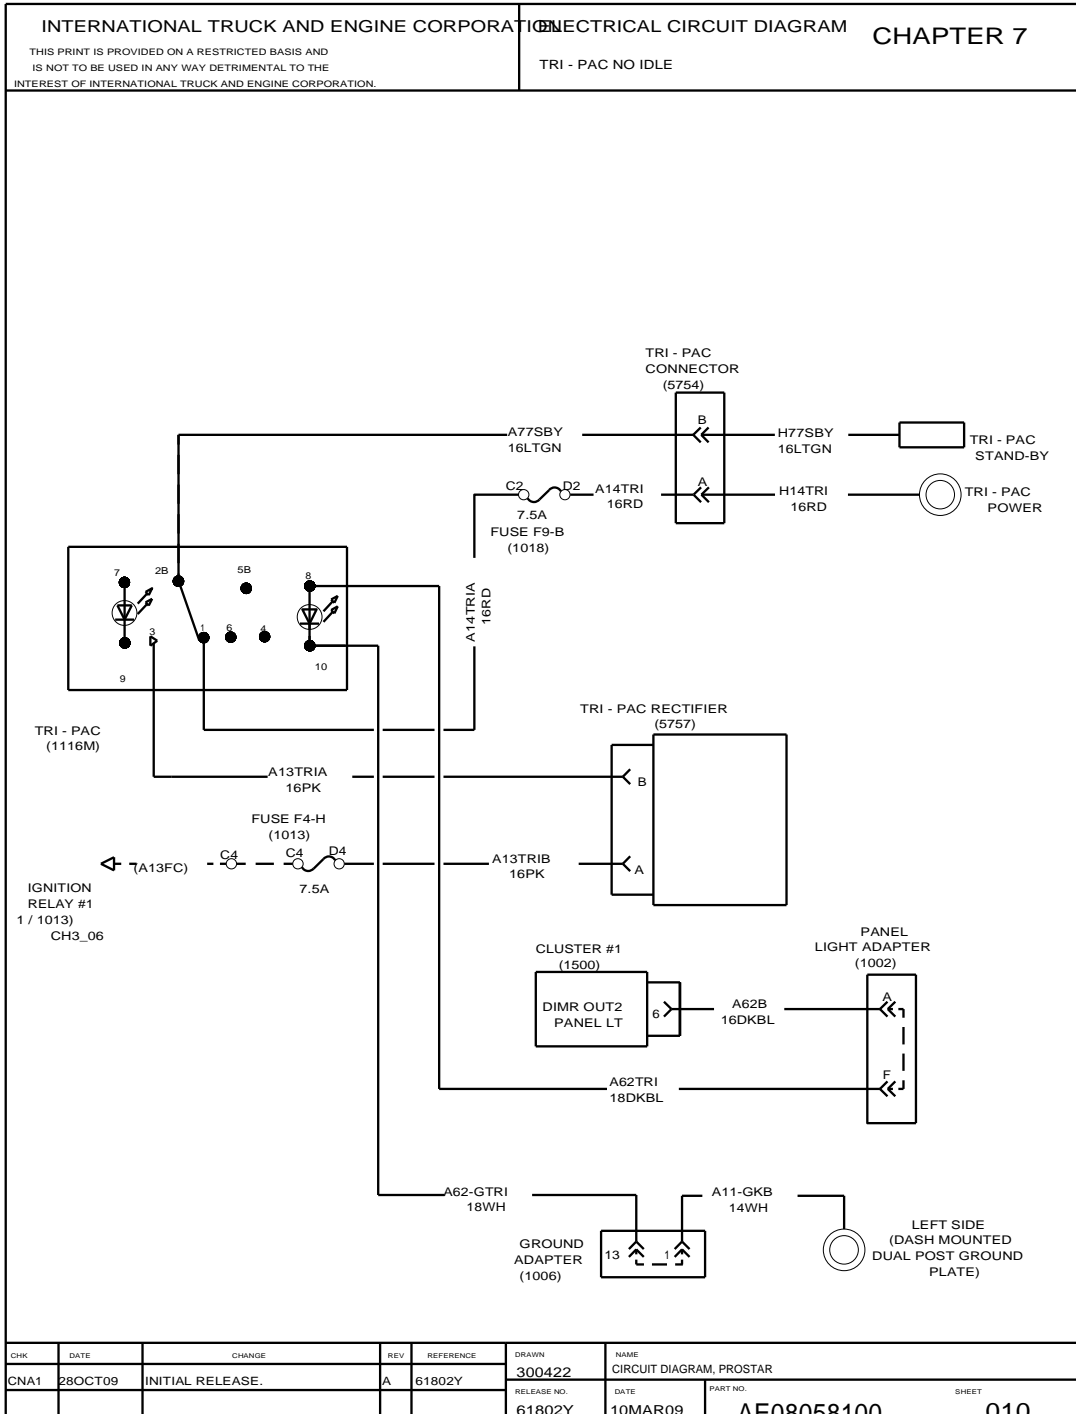 INTERNATIONAL TRUCK AND ENGINE CORPORATION
THIS PRINT IS PROVIDED ON A RESTRICTED BASIS AND
IS NOT TO BE USED IN ANY WAY DETRIMENTAL TO THE
INTEREST OF INTERNATIONAL TRUCK AND ENGINE CORPORATION.
ELECTRICAL CIRCUIT DIAGRAM
TRI - PAC NO IDLE
CHAPTER 7
TRI - PAC
CONNECTOR
(5754)
B
A77SBY
16LTGN
H77SBY
16LTGN
TRI - PAC
STAND-BY
C2
D2
7.5A
FUSE F9-B
(1018)
A14TRI
16RD
A
H14TRI
16RD
TRI - PAC
POWER
A14TRIA
16RD
7
2B
5B
8
3
1
6
4
9
10
TRI - PAC
(1116M)
TRI - PAC RECTIFIER
(5757)
A13TRIA
16PK
B
FUSE F4-H
(1013)
(A13FC)
C4
C4
D4
7.5A
A13TRIB
16PK
A
IGNITION
RELAY #1
1 / 1013)
CH3_06
CLUSTER #1
(1500)
DIMR OUT2
PANEL LT
6
A62B
16DKBL
PANEL
LIGHT ADAPTER
(1002)
A
F
A62TRI
18DKBL
A62-GTRI
18WH
A11-GKB
14WH
GROUND
ADAPTER
(1006)
13
1
LEFT SIDE
(DASH MOUNTED
DUAL POST GROUND
PLATE)
CHK DATE CHANGE REV REFERENCE
CNA1 28OCT09 INITIAL RELEASE. A 61802Y
DRAWN
300422
NAME
CIRCUIT DIAGRAM, PROSTAR
RELEASE NO.
61802Y
DATE
10MAR09
PART NO.
AE08058100
SHEET
010